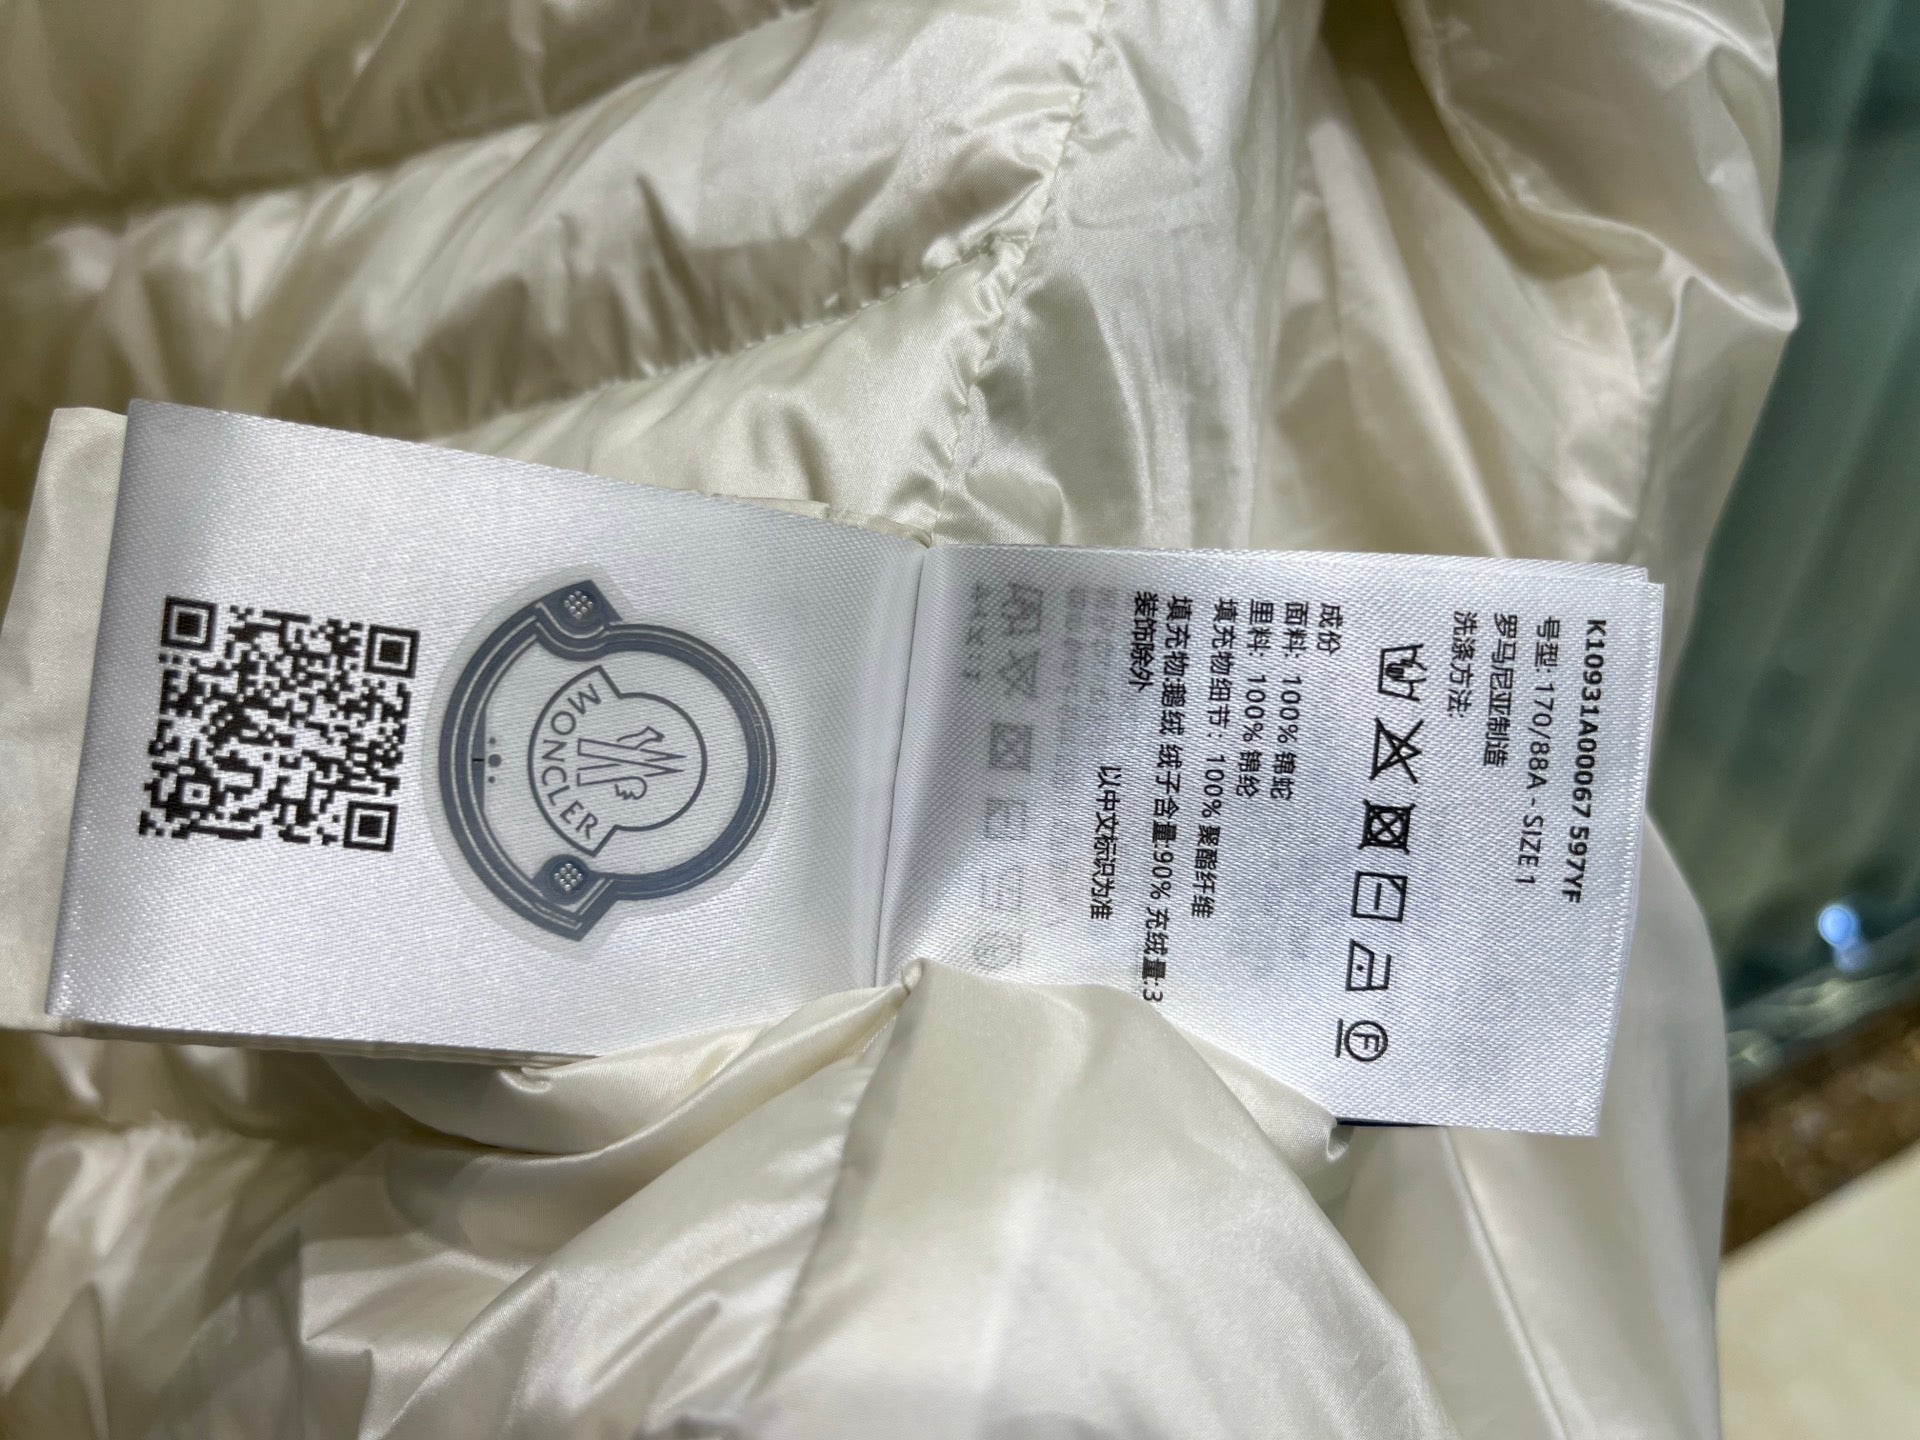 MONCLER
K10931A00067 597YF
号型:170/88A - SIZE1
罗马尼亚制造
洗涤方法:
F
成份
面料: 100% 锦蛇
里料: 100% 锦纶
填充物细节: 100% 聚酯纤维
填充物:鹅绒 绒子含量:90% 充绒量:3
装饰除外
以中文标识为准